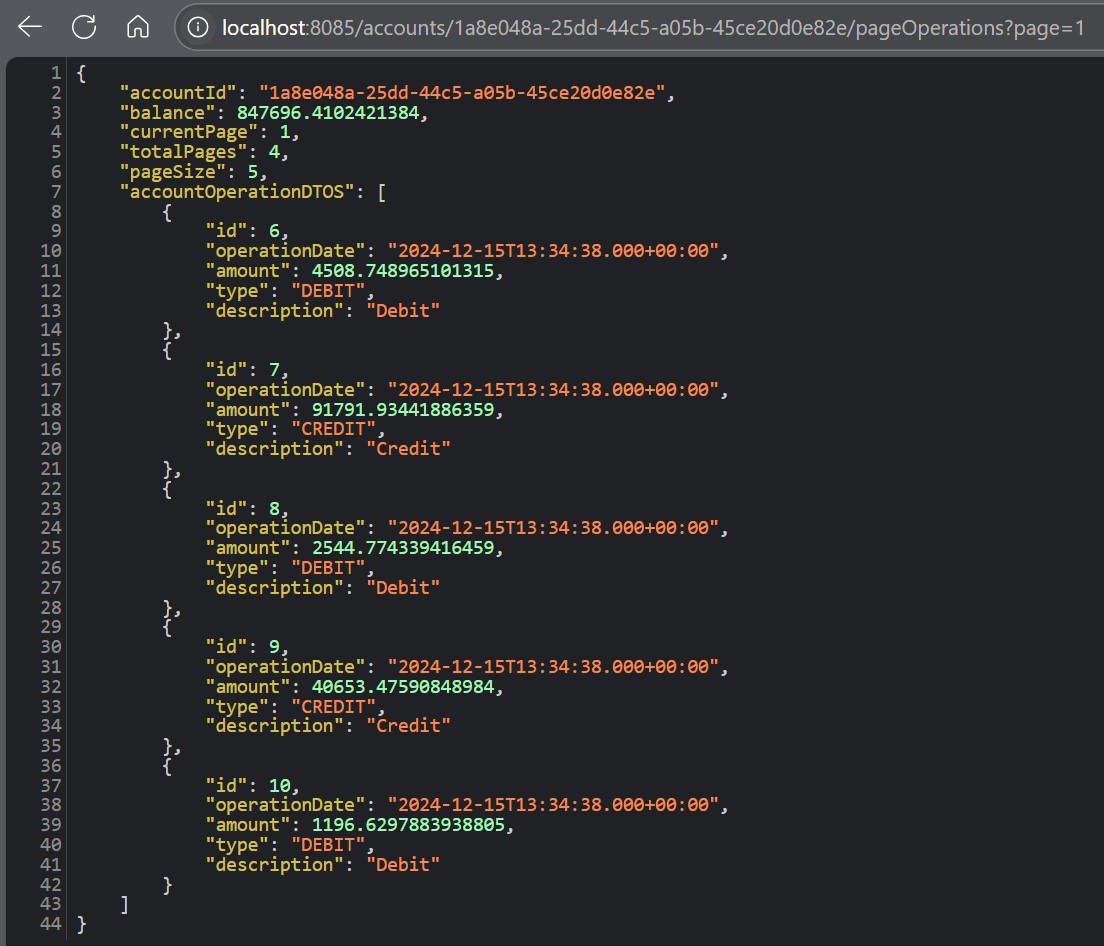 localhost:8085/accounts/1a8e048a-25dd-44c5-a05b-45ce20d0e82e/pageOperations?page=1
1 {
2 "accountId": "1a8e048a-25dd-44c5-a05b-45ce20d0e82e",
3 "balance": 847696.4102421384,
4 "currentPage": 1,
5 "totalPages": 4,
6 "pageSize": 5,
7 "accountOperationDTOS": [
8 {
9 "id": 6,
10 "operationDate": "2024-12-15T13:34:38.000+00:00",
11 "amount": 4508.748965101315,
12 "type": "DEBIT",
13 "description": "Debit"
14 },
15 {
16 "id": 7,
17 "operationDate": "2024-12-15T13:34:38.000+00:00",
18 "amount": 91791.93441886359,
19 "type": "CREDIT",
20 "description": "Credit"
21 },
22 {
23 "id": 8,
24 "operationDate": "2024-12-15T13:34:38.000+00:00",
25 "amount": 2544.774339416459,
26 "type": "DEBIT",
27 "description": "Debit"
28 },
29 {
30 "id": 9,
31 "operationDate": "2024-12-15T13:34:38.000+00:00",
32 "amount": 40653.47590848984,
33 "type": "CREDIT",
34 "description": "Credit"
35 },
36 {
37 "id": 10,
38 "operationDate": "2024-12-15T13:34:38.000+00:00",
39 "amount": 1196.6297883938805,
40 "type": "DEBIT",
41 "description": "Debit"
42 }
43 ]
44 }